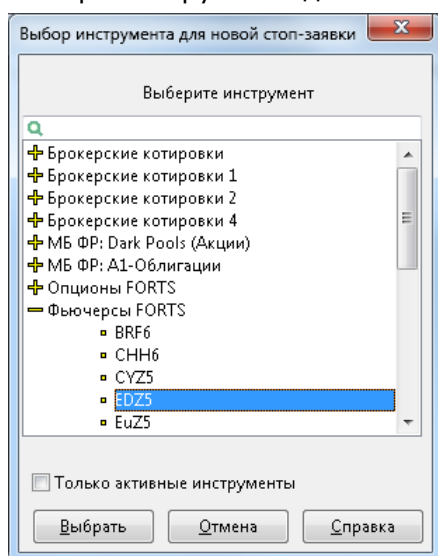 Выбор инструмента для новой стоп-заявки
Выберите инструмент
Брокерские котировки
Брокерские котировки 1
Брокерские котировки 2
Брокерские котировки 4
МБ ФР: Dark Pools (Акции)
МБ ФР: А1-Облигации
Опционы FORTS
Фьючерсы FORTS
BRF6
CHH6
CYZ5
EDZ5
EuZ5
Только активные инструменты
Выбрать
Отмена
Справка